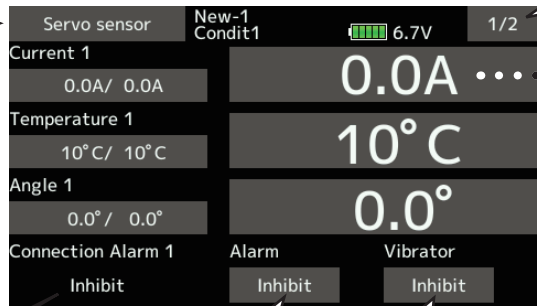 Servo sensor
New-1
Condit1
6.7V
1/2
Current 1
0.0A/ 0.0A
0.0A
Temperature 1
10°C/ 10°C
10°C
Angle 1
0.0°/ 0.0°
0.0°
Connection Alarm 1 Alarm Vibrator
Inhibit Inhibit Inhibit